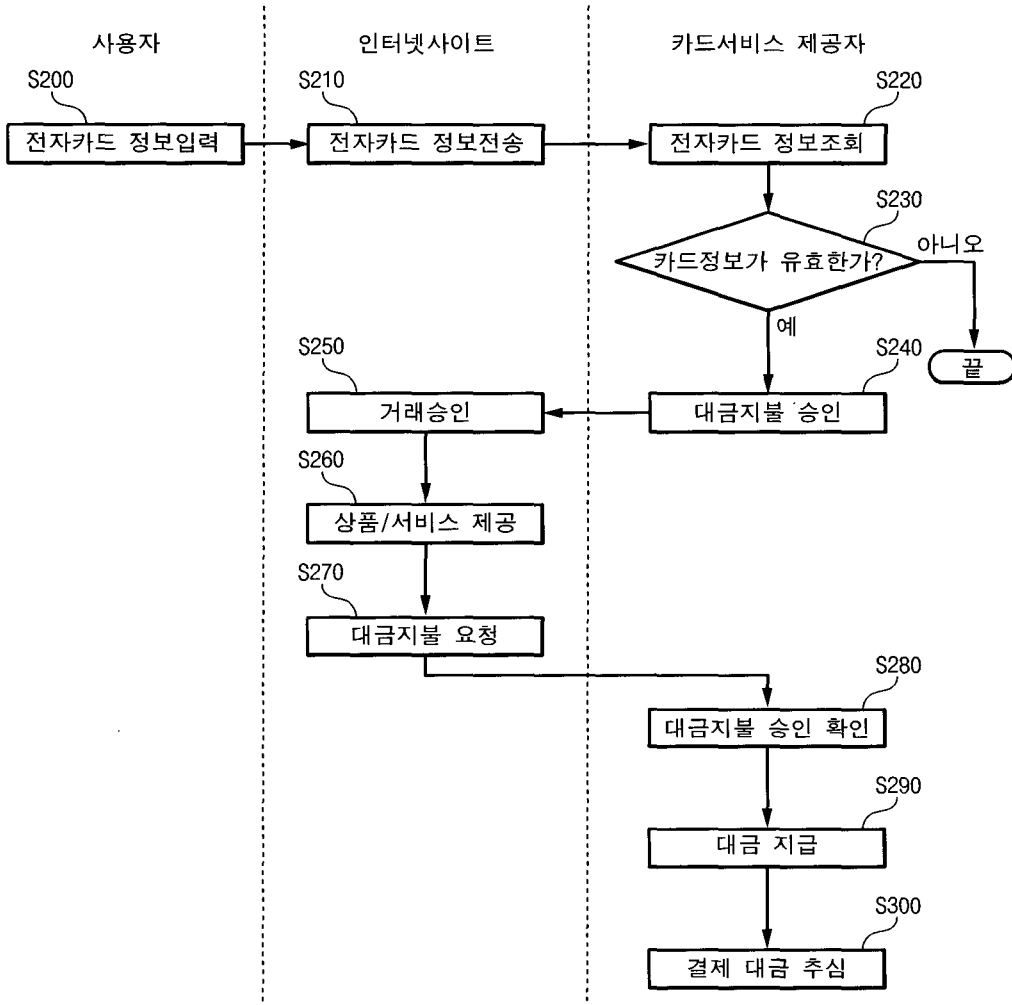 사용자
인터넷사이트
카드서비스 제공자
S200
S210
S220
전자카드 정보입력
전자카드 정보전송
전자카드 정보조회
S230
카드정보가 유효한가?
아니오
예
끝
S250
S240
거래승인
대금지불 승인
S260
상품/서비스 제공
S270
대금지불 요청
S280
대금지불 승인 확인
S290
대금 지급
S300
결제 대금 추심